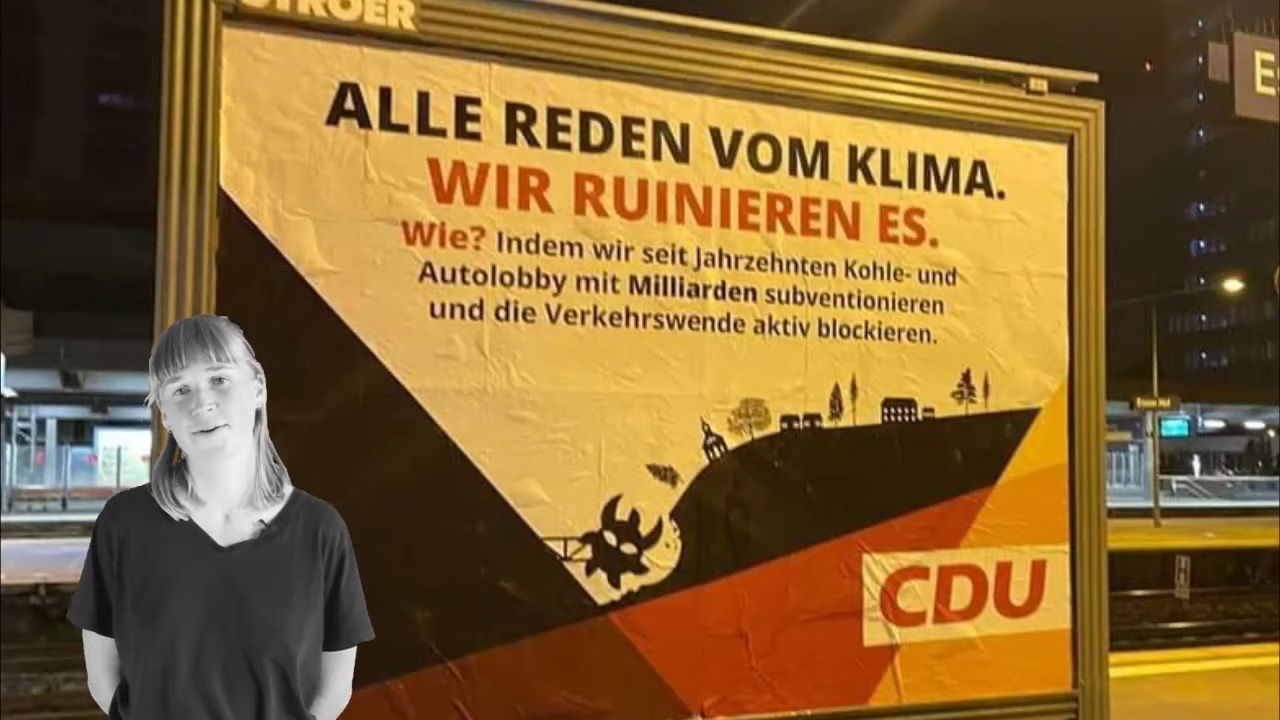 STRÖER
ALLE REDEN VOM KLIMA.
WIR RUINIEREN ES.
Wie? Indem wir seit Jahrzehnten Kohle- und
Autolobby mit Milliarden subventionieren
und die Verkehrswende aktiv blockieren.
CDU